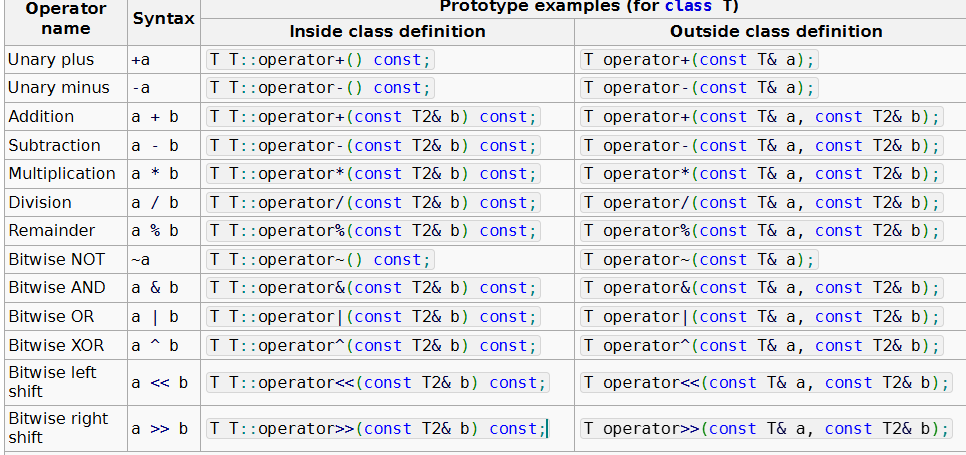 Operator name Syntax Prototype examples (for class T)
Inside class definition Outside class definition
Unary plus +a T T::operator+() const; T operator+(const T& a);
Unary minus -a T T::operator-() const; T operator-(const T& a);
Addition a + b T T::operator+(const T2& b) const; T operator+(const T& a, const T2& b);
Subtraction a - b T T::operator-(const T2& b) const; T operator-(const T& a, const T2& b);
Multiplication a * b T T::operator*(const T2& b) const; T operator*(const T& a, const T2& b);
Division a / b T T::operator/(const T2& b) const; T operator/(const T& a, const T2& b);
Remainder a % b T T::operator%(const T2& b) const; T operator%(const T& a, const T2& b);
Bitwise NOT ~a T T::operator~() const; T operator~(const T& a);
Bitwise AND a & b T T::operator&(const T2& b) const; T operator&(const T& a, const T2& b);
Bitwise OR a | b T T::operator|(const T2& b) const; T operator|(const T& a, const T2& b);
Bitwise XOR a ^ b T T::operator^(const T2& b) const; T operator^(const T& a, const T2& b);
Bitwise left shift a << b T T::operator<<(const T2& b) const; T operator<<(const T& a, const T2& b);
Bitwise right shift a >> b T T::operator>>(const T2& b) const; T operator>>(const T& a, const T2& b);